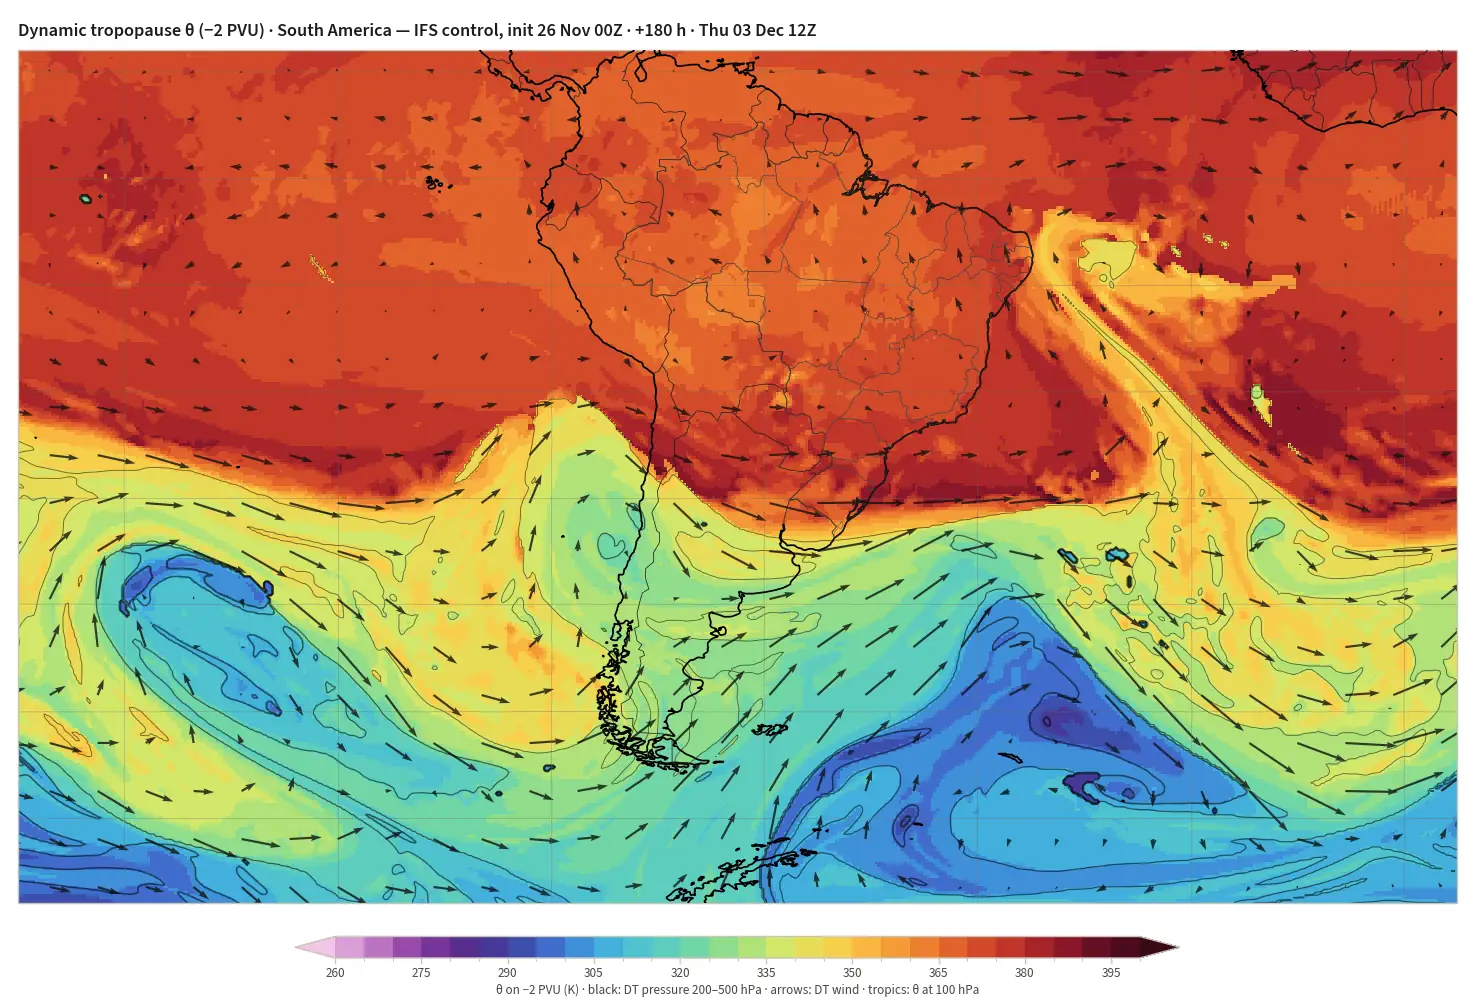 Dynamic tropopause θ (−2 PVU) · South America — IFS control, init 26 Nov 00Z · +180 h · Thu 03 Dec 12Z
260 275 290 305 320 335 350 365 380 395
θ on −2 PVU (K) · black: DT pressure 200–500 hPa · arrows: DT wind · tropics: θ at 100 hPa